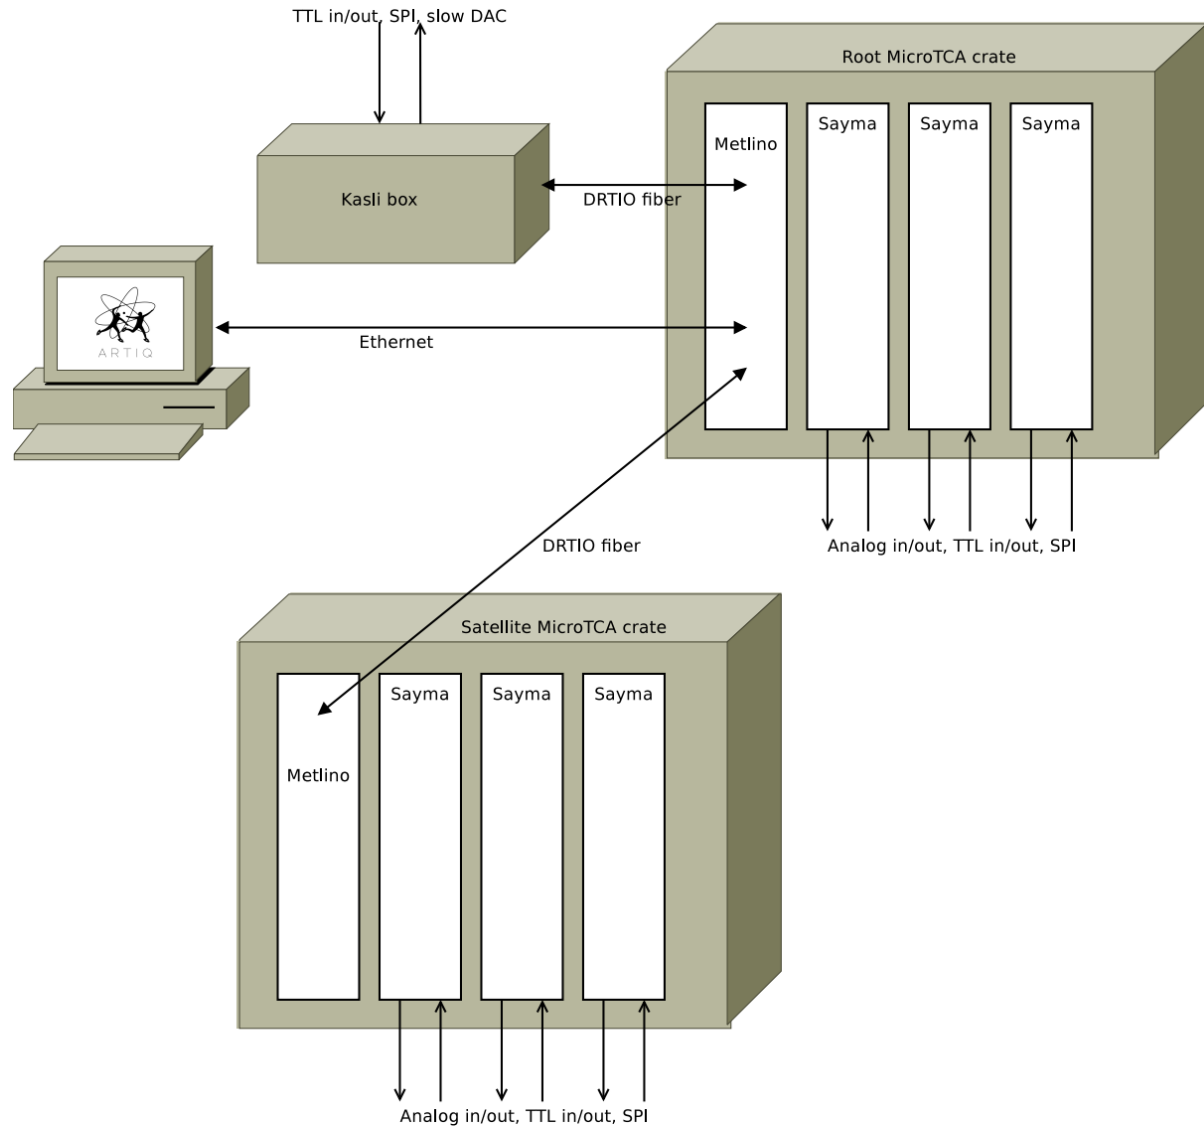 TTL in/out, SPI, slow DAC
Root MicroTCA crate
Metlino
Sayma
Sayma
Sayma
Kasli box
DRTIO fiber
ARTIQ
Ethernet
DRTIO fiber
Analog in/out, TTL in/out, SPI
Satellite MicroTCA crate
Metlino
Sayma
Sayma
Sayma
Analog in/out, TTL in/out, SPI